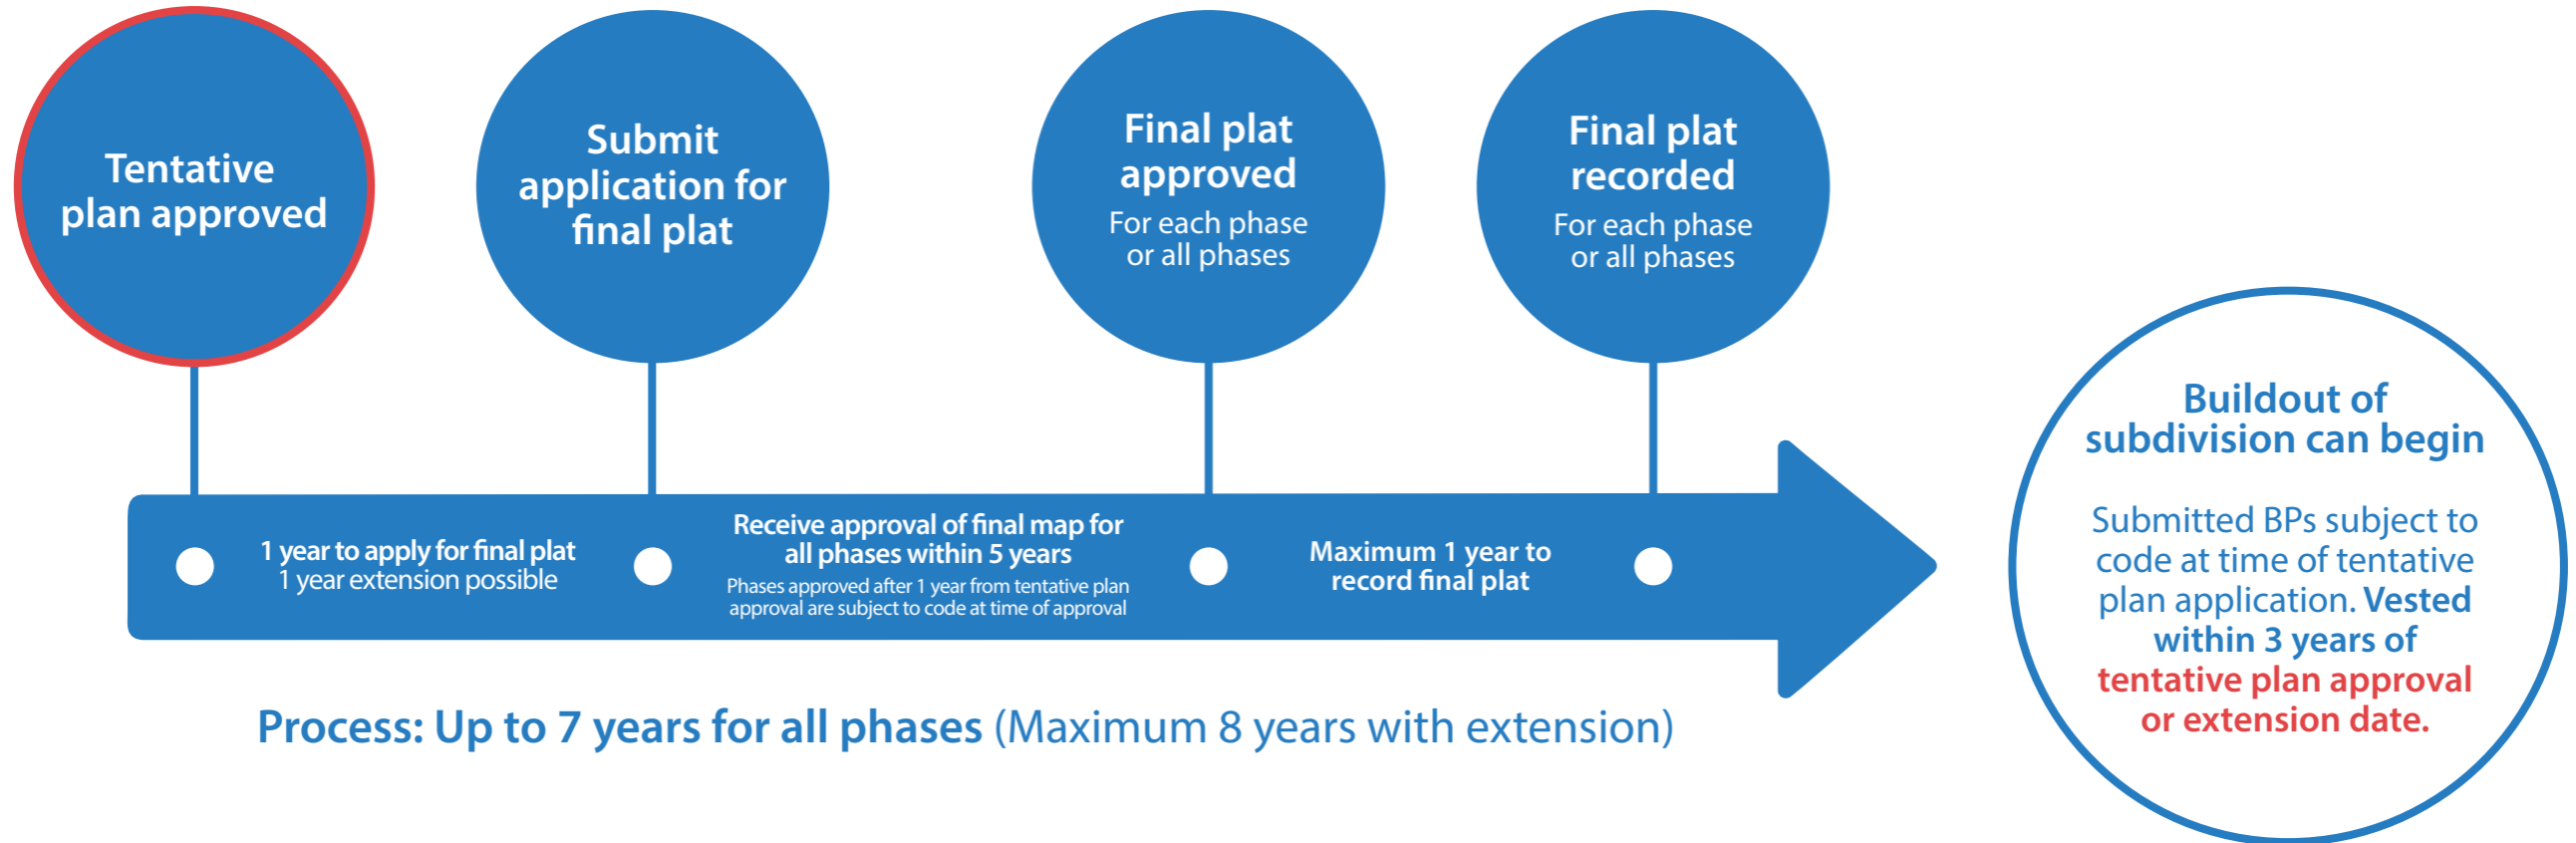 Tentative
plan approved
Submit
application for
final plat
Final plat
approved
For each phase
or all phases
Final plat
recorded
For each phase
or all phases
1 year to apply for final plat
1 year extension possible
Receive approval of final map for
all phases within 5 years
Phases approved after 1 year from tentative plan
approval are subject to code at time of approval
Maximum 1 year to
record final plat
Buildout of
subdivision can begin
Submitted BPs subject to
code at time of tentative
plan application. Vested
within 3 years of
tentative plan approval
or extension date.
Process: Up to 7 years for all phases (Maximum 8 years with extension)